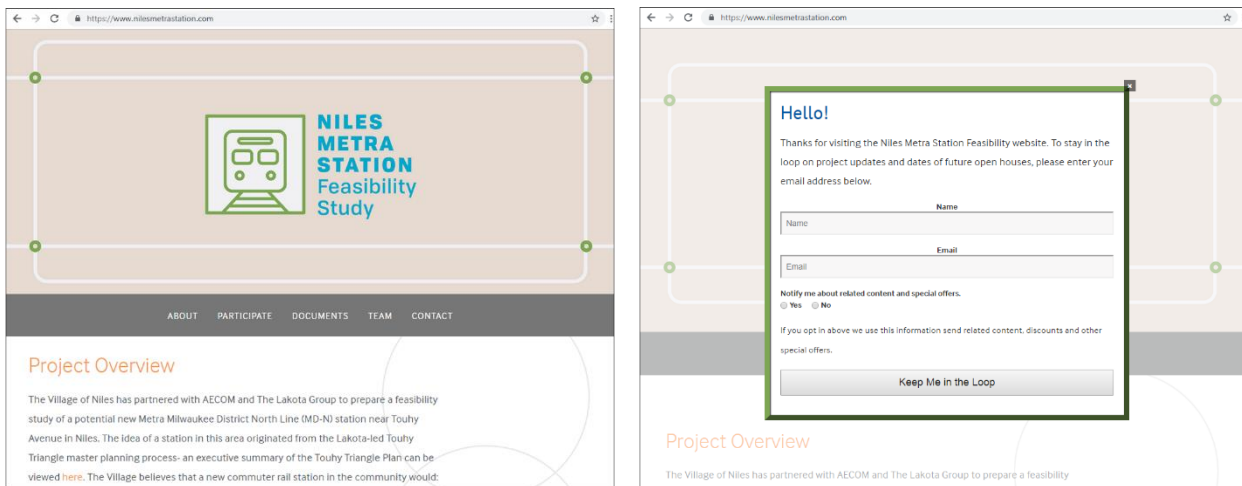 https://www.nilesmetrastation.com
NILES
METRA
STATION
Feasibility
Study
ABOUT PARTICIPATE DOCUMENTS TEAM CONTACT
Project Overview
The Village of Niles has partnered with AECOM and The Lakota Group to prepare a feasibility
study of a potential new Metra Milwaukee District North Line (MD-N) station near Touhy
Avenue in Niles. The idea of a station in this area originated from the Lakota-led Touhy
Triangle master planning process- an executive summary of the Touhy Triangle Plan can be
viewed here. The Village believes that a new commuter rail station in the community would:
https://www.nilesmetrastation.com
Hello!
Thanks for visiting the Niles Metra Station Feasibility website. To stay in the
loop on project updates and dates of future open houses, please enter your
email address below.
Name
Name
Email
Email
Notify me about related content and special offers.
Yes No
If you opt in above we use this information send related content, discounts and other
special offers.
Keep Me in the Loop
Project Overview
The Village of Niles has partnered with AECOM and The Lakota Group to prepare a feasibility